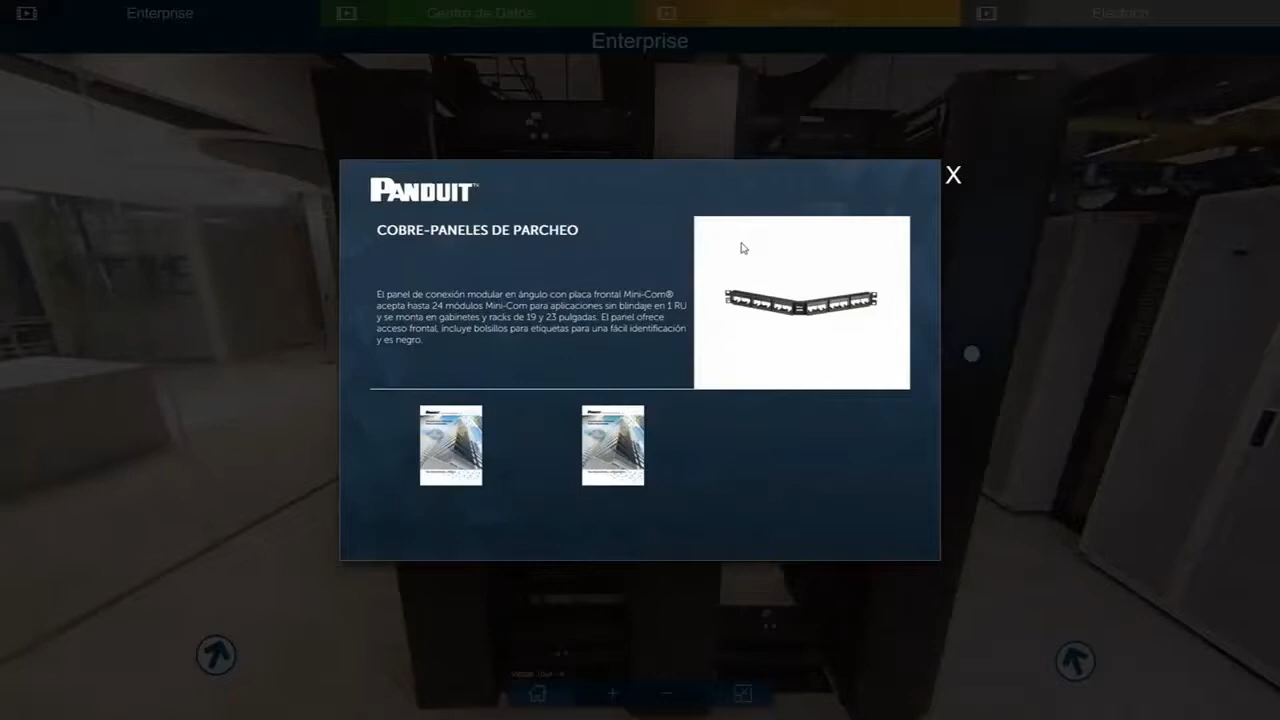 Enterprise
Centro de Datos
Eléctrico
Enterprise
X
PANDUIT™
COBRE-PANELES DE PARCHEO
El panel de conexión modular en ángulo con placa frontal Mini-Com®
acepta hasta 24 módulos Mini-Com para aplicaciones sin blindaje en 1 RU
y se monta en gabinetes y racks de 19 y 23 pulgadas. El panel ofrece
acceso frontal, incluye bolsillos para etiquetas para una fácil identificación
y es negro.